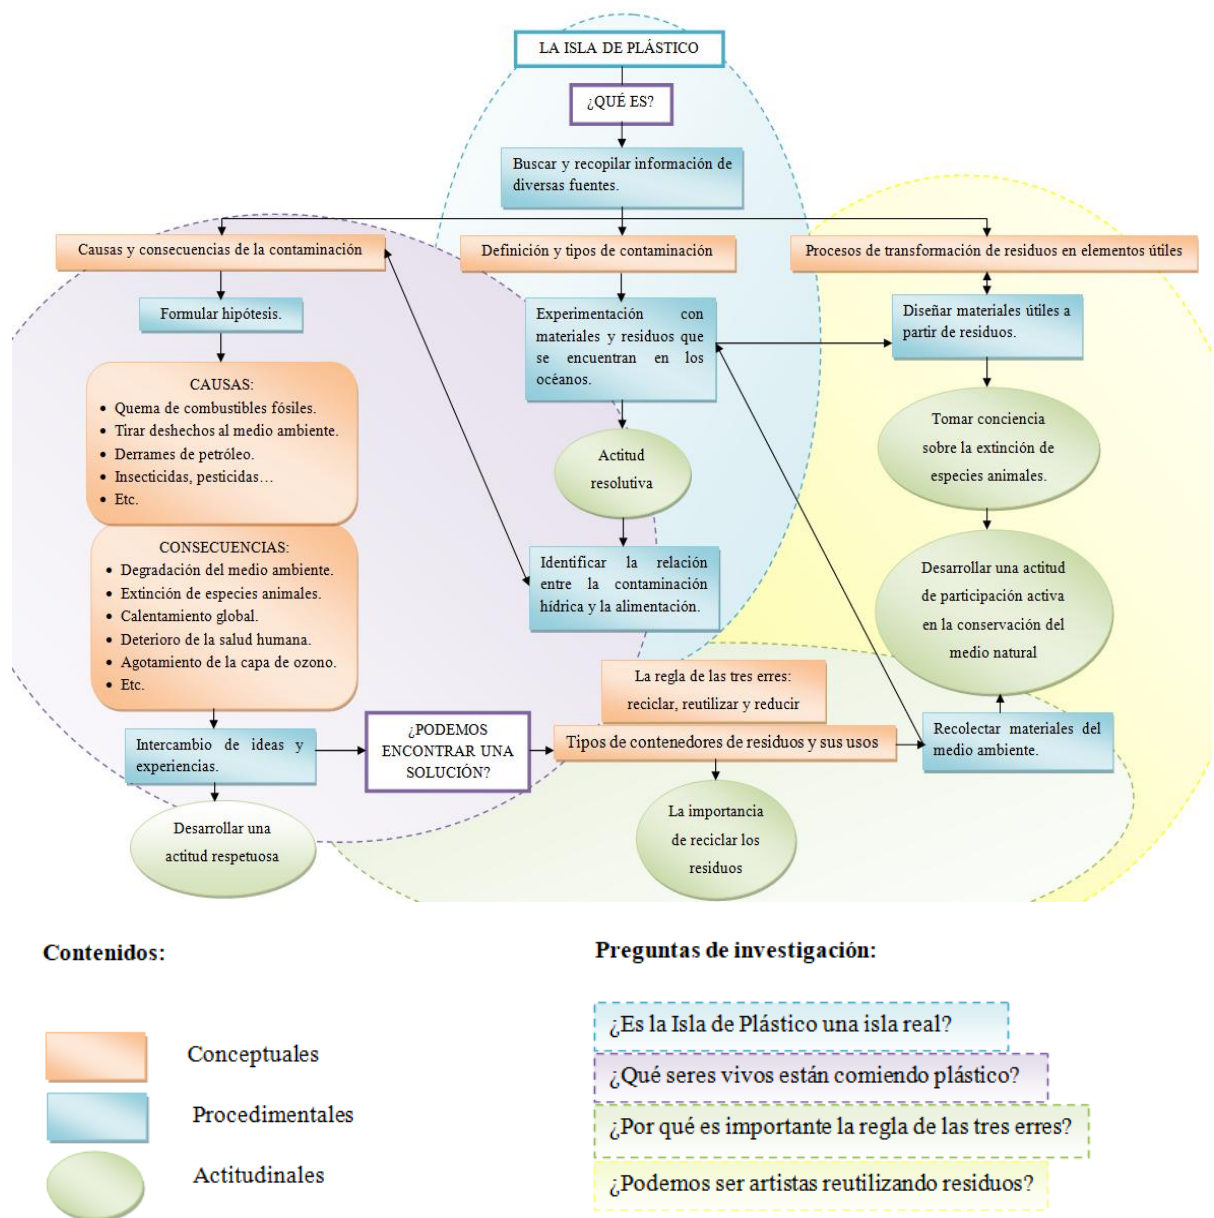 LA ISLA DE PLÁSTICO
¿QUÉ ES?
Buscar y recopilar información de
diversas fuentes.
Causas y consecuencias de la contaminación
Definición y tipos de contaminación
Procesos de transformación de residuos en elementos útiles
Formular hipótesis.
Experimentación con
materiales y residuos que
se encuentran en los
océanos.
Diseñar materiales útiles a
partir de residuos.
CAUSAS:
• Quema de combustibles fósiles.
• Tirar deshechos al medio ambiente.
• Derrames de petróleo.
• Insecticidas, pesticidas…
• Etc.
Actitud
resolutiva
Tomar conciencia
sobre la extinción de
especies animales.
CONSECUENCIAS:
• Degradación del medio ambiente.
• Extinción de especies animales.
• Calentamiento global.
• Deterioro de la salud humana.
• Agotamiento de la capa de ozono.
• Etc.
Identificar la relación
entre la contaminación
hídrica y la alimentación.
Desarrollar una actitud
de participación activa
en la conservación del
medio natural
La regla de las tres erres:
reciclar, reutilizar y reducir
Intercambio de ideas y
experiencias.
¿PODEMOS
ENCONTRAR UNA
SOLUCIÓN?
Tipos de contenedores de residuos y sus usos
Recolectar materiales del
medio ambiente.
Desarrollar una
actitud respetuosa
La importancia
de reciclar los
residuos
Contenidos:
Conceptuales
Procedimentales
Actitudinales
Preguntas de investigación:
¿Es la Isla de Plástico una isla real?
¿Qué seres vivos están comiendo plástico?
¿Por qué es importante la regla de las tres erres?
¿Podemos ser artistas reutilizando residuos?